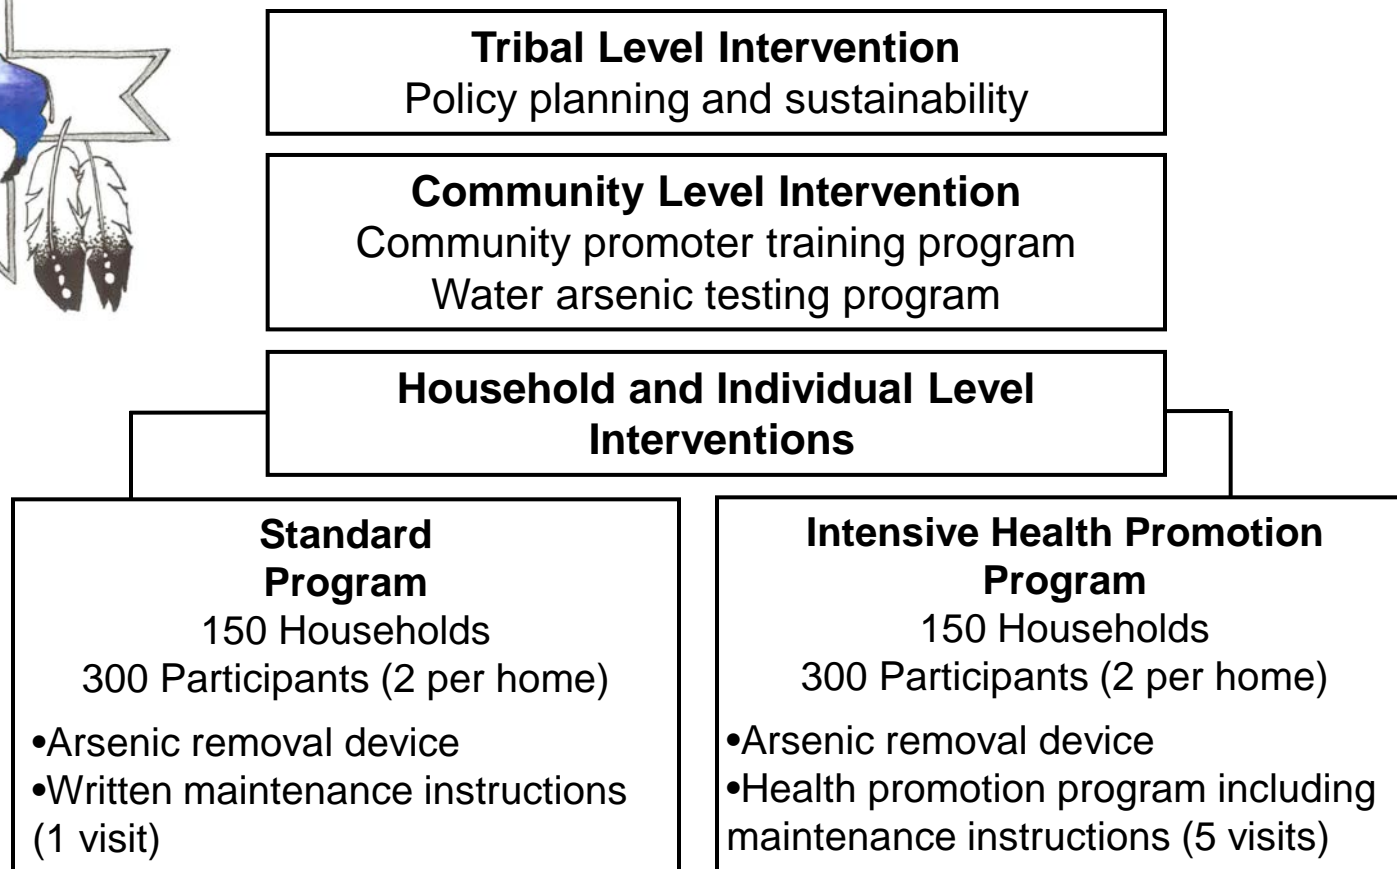 Tribal Level Intervention
Policy planning and sustainability
Community Level Intervention
Community promoter training program
Water arsenic testing program
Household and Individual Level
Interventions
Standard
Program
150 Households
300 Participants (2 per home)
•Arsenic removal device
•Written maintenance instructions
(1 visit)
Intensive Health Promotion
Program
150 Households
300 Participants (2 per home)
•Arsenic removal device
•Health promotion program including
maintenance instructions (5 visits)